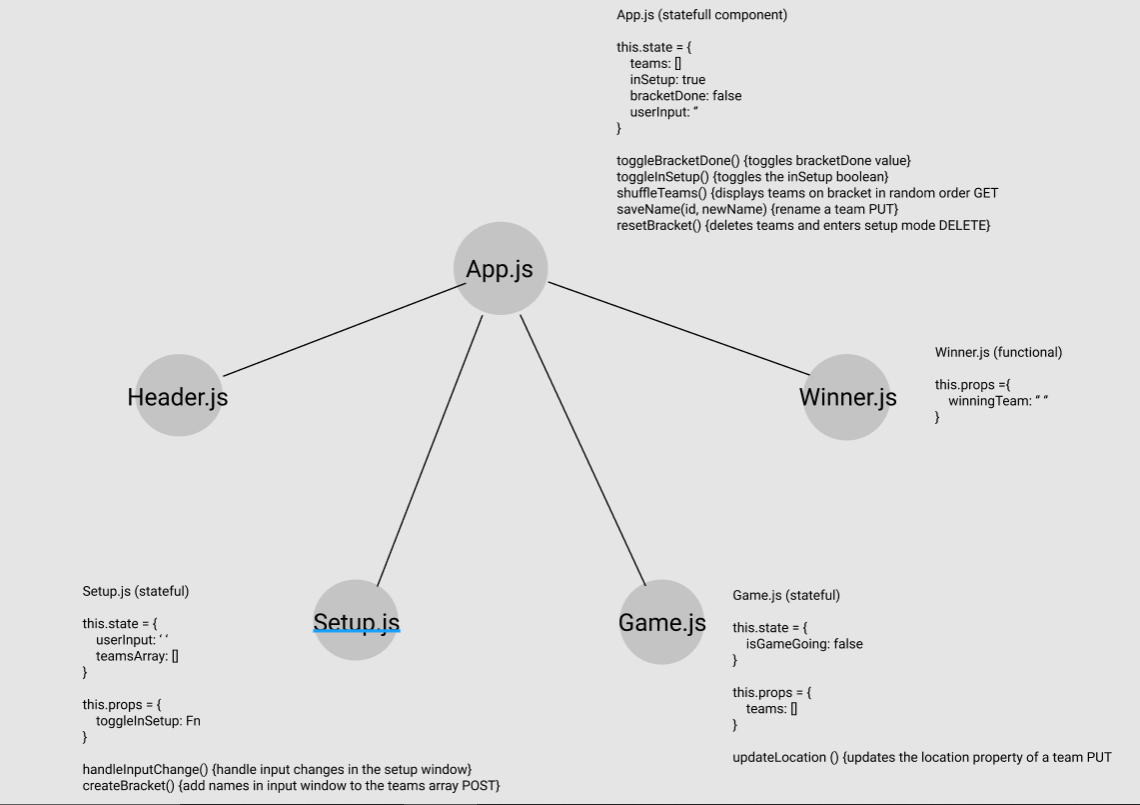 App.js (statefull component)
this.state = {
teams: []
inSetup: true
bracketDone: false
userInput: “
}
toggleBracketDone() {toggles bracketDone value}
toggleInSetup() {toggles the inSetup boolean}
shuffleTeams() {displays teams on bracket in random order GET
saveName(id, newName) {rename a team PUT}
resetBracket() {deletes teams and enters setup mode DELETE}
App.js
Header.js
Winner.js
Winner.js (functional)
this.props ={
winningTeam: “ “
}
Setup.js (stateful)
this.state = {
userInput: ‘ ‘
teamsArray: []
}
this.props = {
toggleInSetup: Fn
}
handleInputChange() {handle input changes in the setup window}
createBracket() {add names in input window to the teams array POST}
Setup.js
Game.js
Game.js (stateful)
this.state = {
isGameGoing: false
}
this.props = {
teams: []
}
updateLocation () {updates the location property of a team PUT